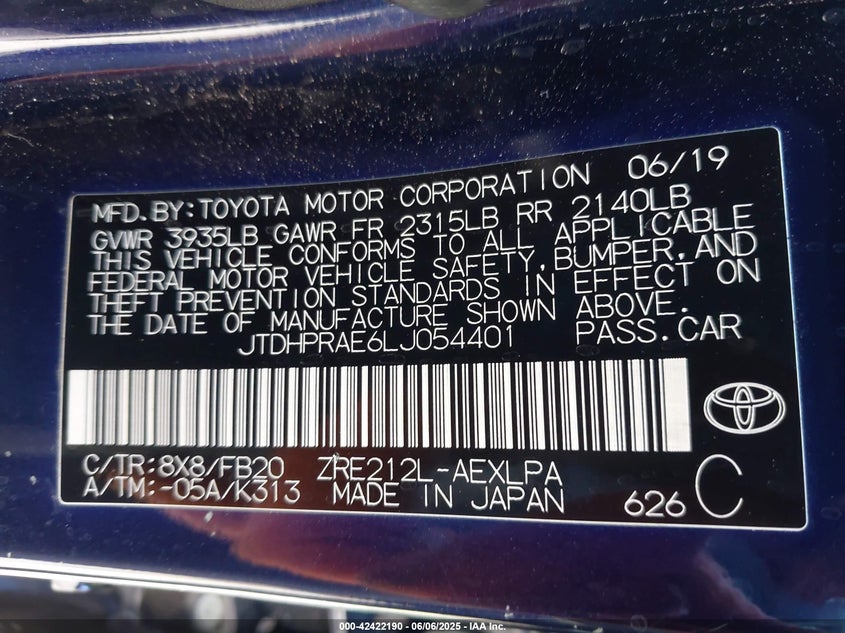 MFD.BY:TOYOTA MOTOR CORPORATION 06/19
GVWR 3935LB GAWR FR 2315LB RR 2140LB
THIS VEHICLE CONFORMS TO ALL APPLICABLE
FEDERAL MOTOR VEHICLE SAFETY,BUMPER,AND
THEFT PREVENTION STANDARDS IN EFFECT ON
THE DATE OF MANUFACTURE SHOWN ABOVE.
JTDHPRAE6LJ054401 PASS.CAR
C/TR:8X8/FB20 ZRE212L-AEXLPA
A/TM:-05A/K313 MADE IN JAPAN 626 C
000-42422190 - 06/06/2025 - IAA, Inc.